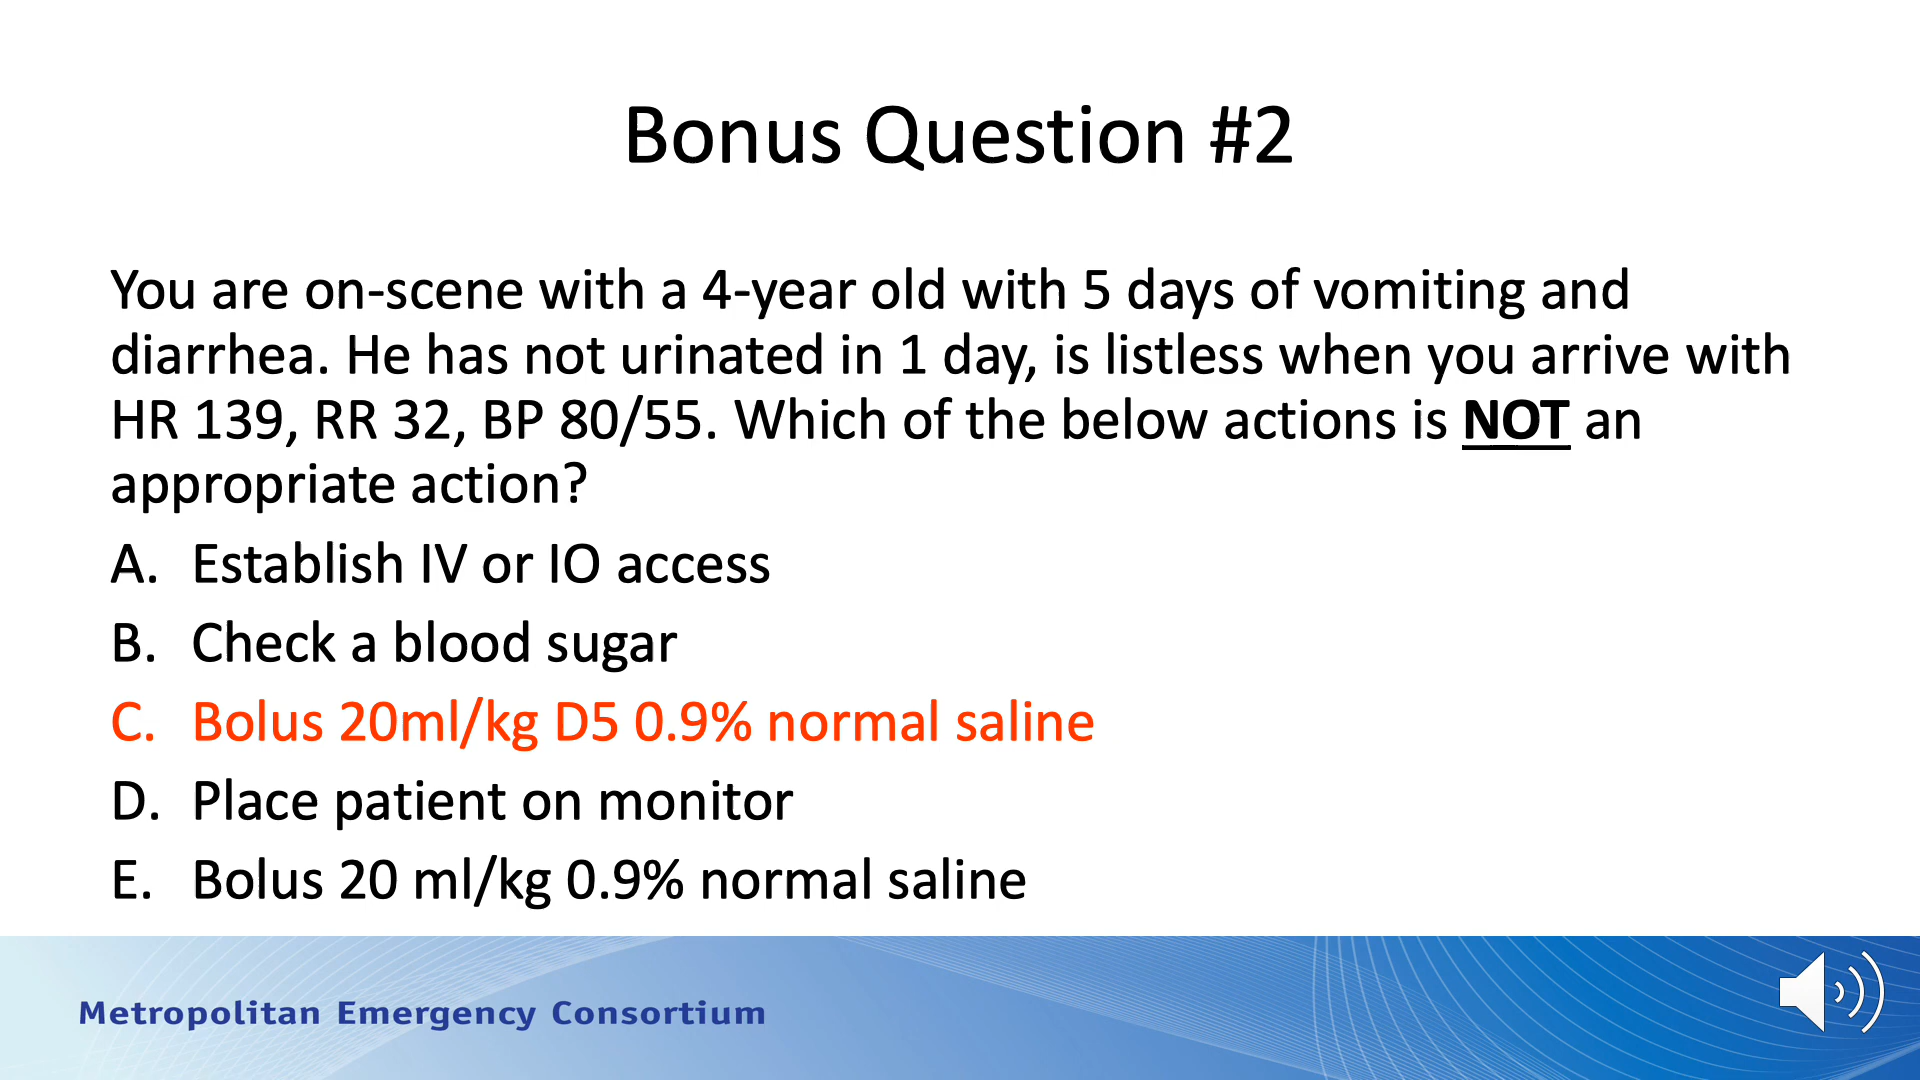 Bonus Question #2
You are on-scene with a 4-year old with 5 days of vomiting and
diarrhea. He has not urinated in 1 day, is listless when you arrive with
HR 139, RR 32, BP 80/55. Which of the below actions is NOT an
appropriate action?
A. Establish IV or IO access
B. Check a blood sugar
C. Bolus 20ml/kg D5 0.9% normal saline
D. Place patient on monitor
E. Bolus 20 ml/kg 0.9% normal saline
Metropolitan Emergency Consortium